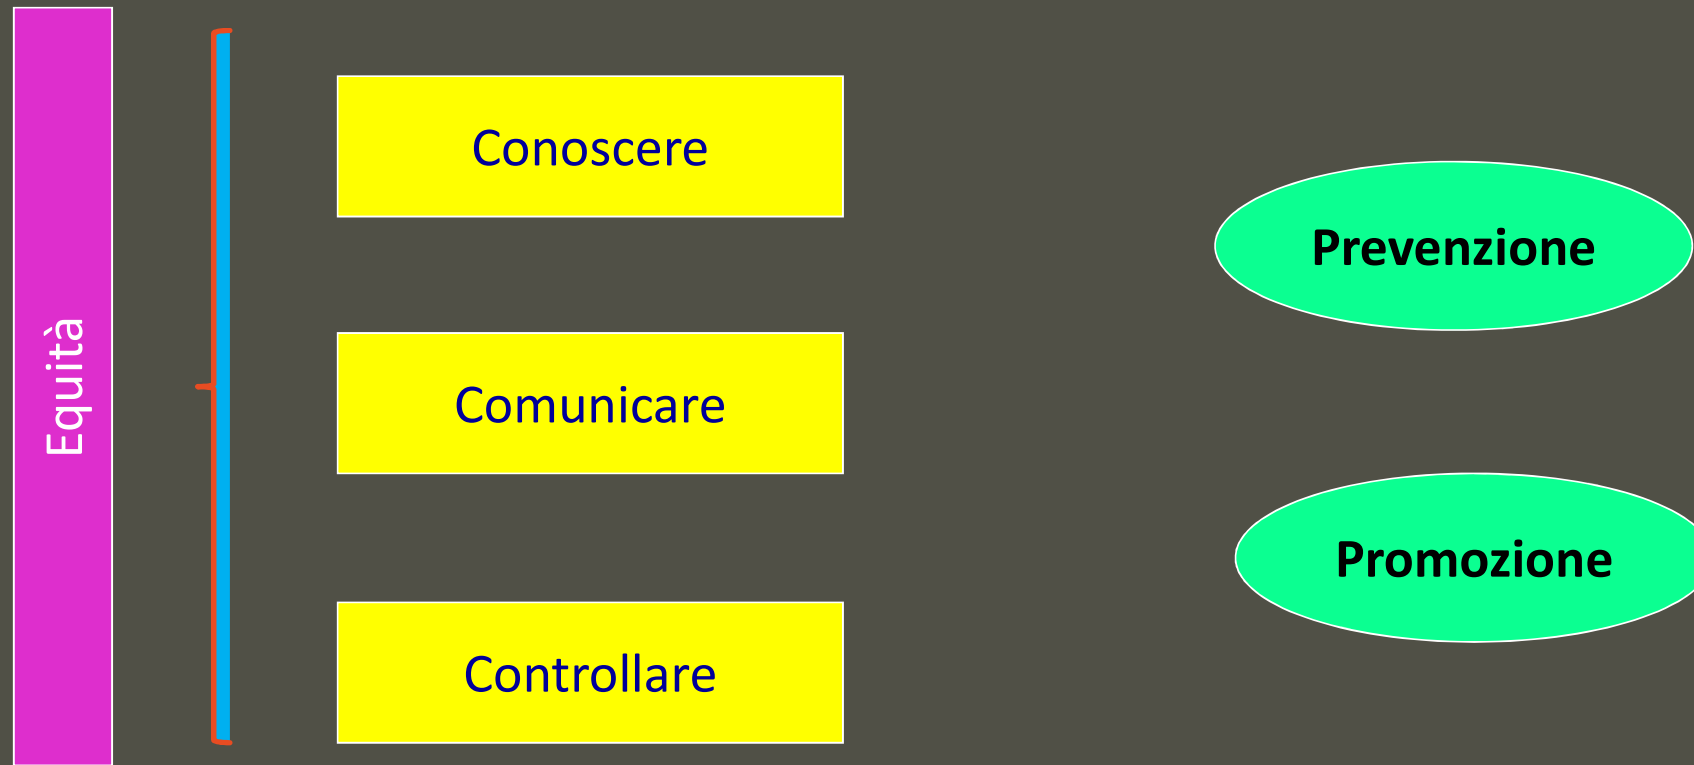 Equità
Conoscere
Comunicare
Controllare
Prevenzione
Promozione